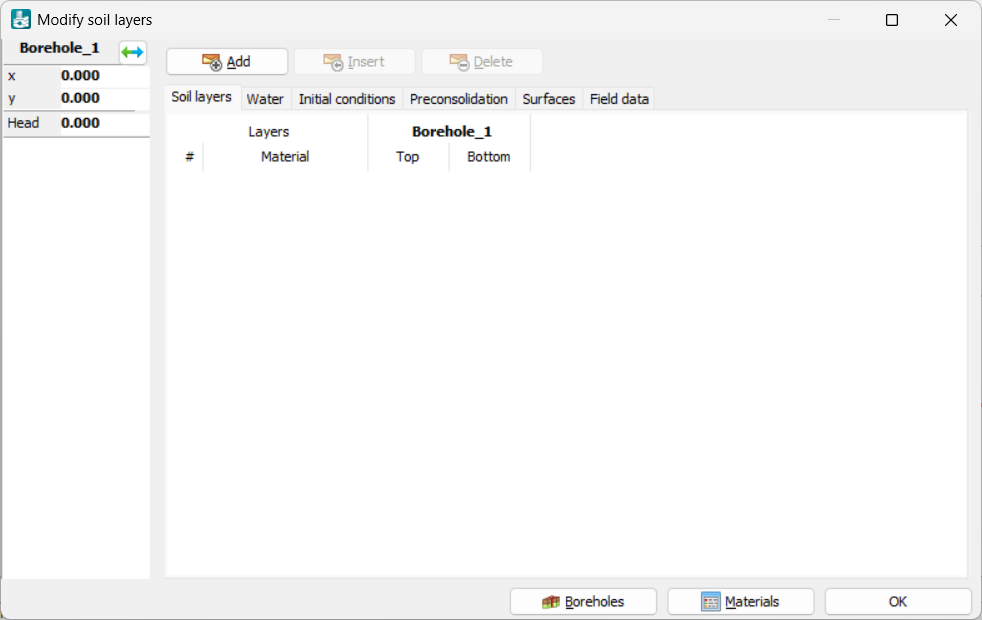 Modify soil layers
Borehole_1
x 0.000
y 0.000
Head 0.000
Add Insert Delete
Soil layers Water Initial conditions Preconsolidation Surfaces Field data
Layers Borehole_1
# Material Top Bottom
Boreholes Materials OK